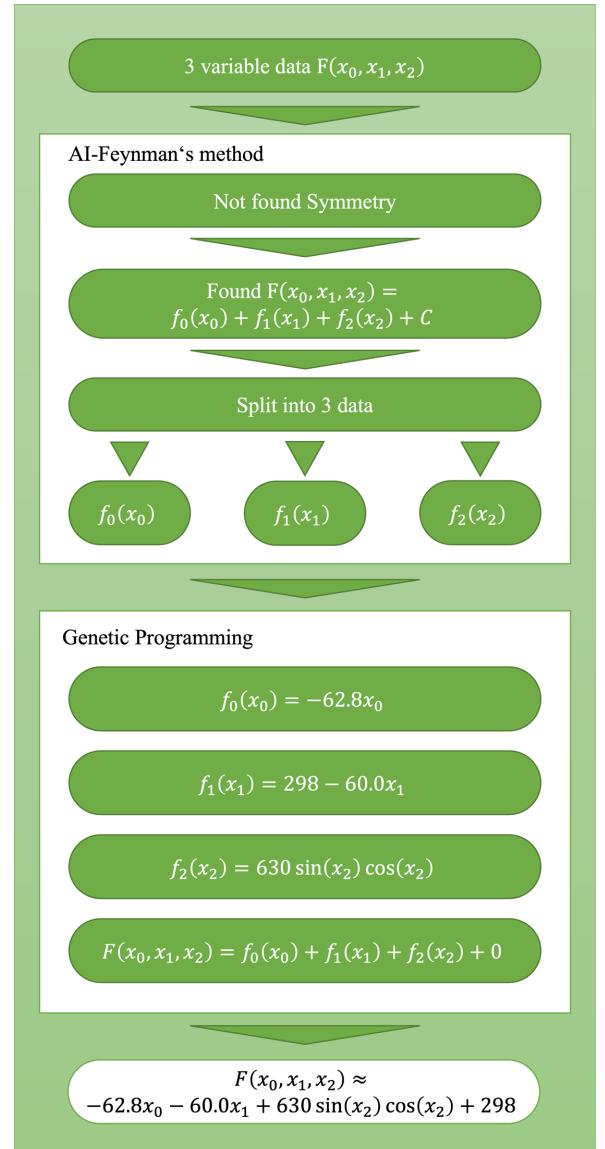 3 variable data F(𝑥₀, 𝑥₁, 𝑥₂)
AI-Feynman‘s method
Not found Symmetry
Found F(𝑥₀, 𝑥₁, 𝑥₂) =
𝑓₀(𝑥₀) + 𝑓₁(𝑥₁) + 𝑓₂(𝑥₂) + 𝐶
Split into 3 data
𝑓₀(𝑥₀) 𝑓₁(𝑥₁) 𝑓₂(𝑥₂)
Genetic Programming
𝑓₀(𝑥₀) = −62.8𝑥₀
𝑓₁(𝑥₁) = 298 − 60.0𝑥₁
𝑓₂(𝑥₂) = 630 sin(𝑥₂) cos(𝑥₂)
𝐹(𝑥₀, 𝑥₁, 𝑥₂) = 𝑓₀(𝑥₀) + 𝑓₁(𝑥₁) + 𝑓₂(𝑥₂) + 0
𝐹(𝑥₀, 𝑥₁, 𝑥₂) ≈
−62.8𝑥₀ − 60.0𝑥₁ + 630 sin(𝑥₂) cos(𝑥₂) + 298